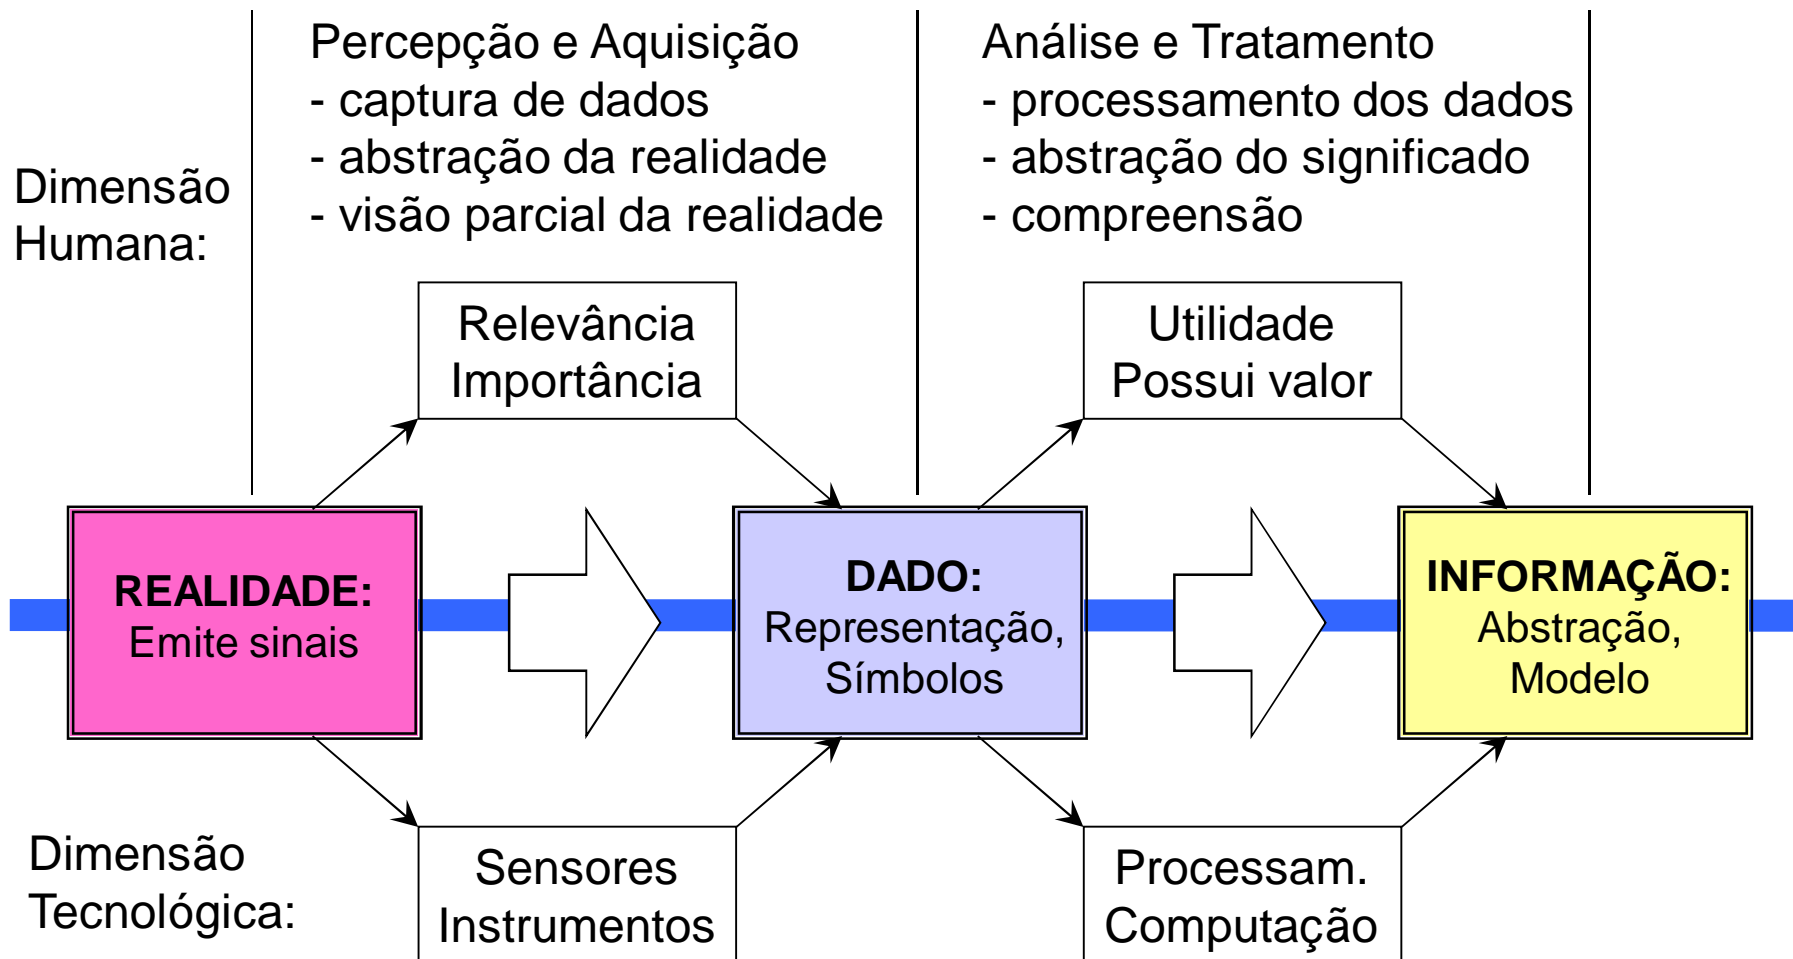 Percepção e Aquisição
- captura de dados
- abstração da realidade
- visão parcial da realidade
Análise e Tratamento
- processamento dos dados
- abstração do significado
- compreensão
Dimensão
Humana:
Relevância
Importância
Utilidade
Possui valor
REALIDADE:
Emite sinais
DADO:
Representação,
Símbolos
INFORMAÇÃO:
Abstração,
Modelo
Dimensão
Tecnológica:
Sensores
Instrumentos
Processam.
Computação